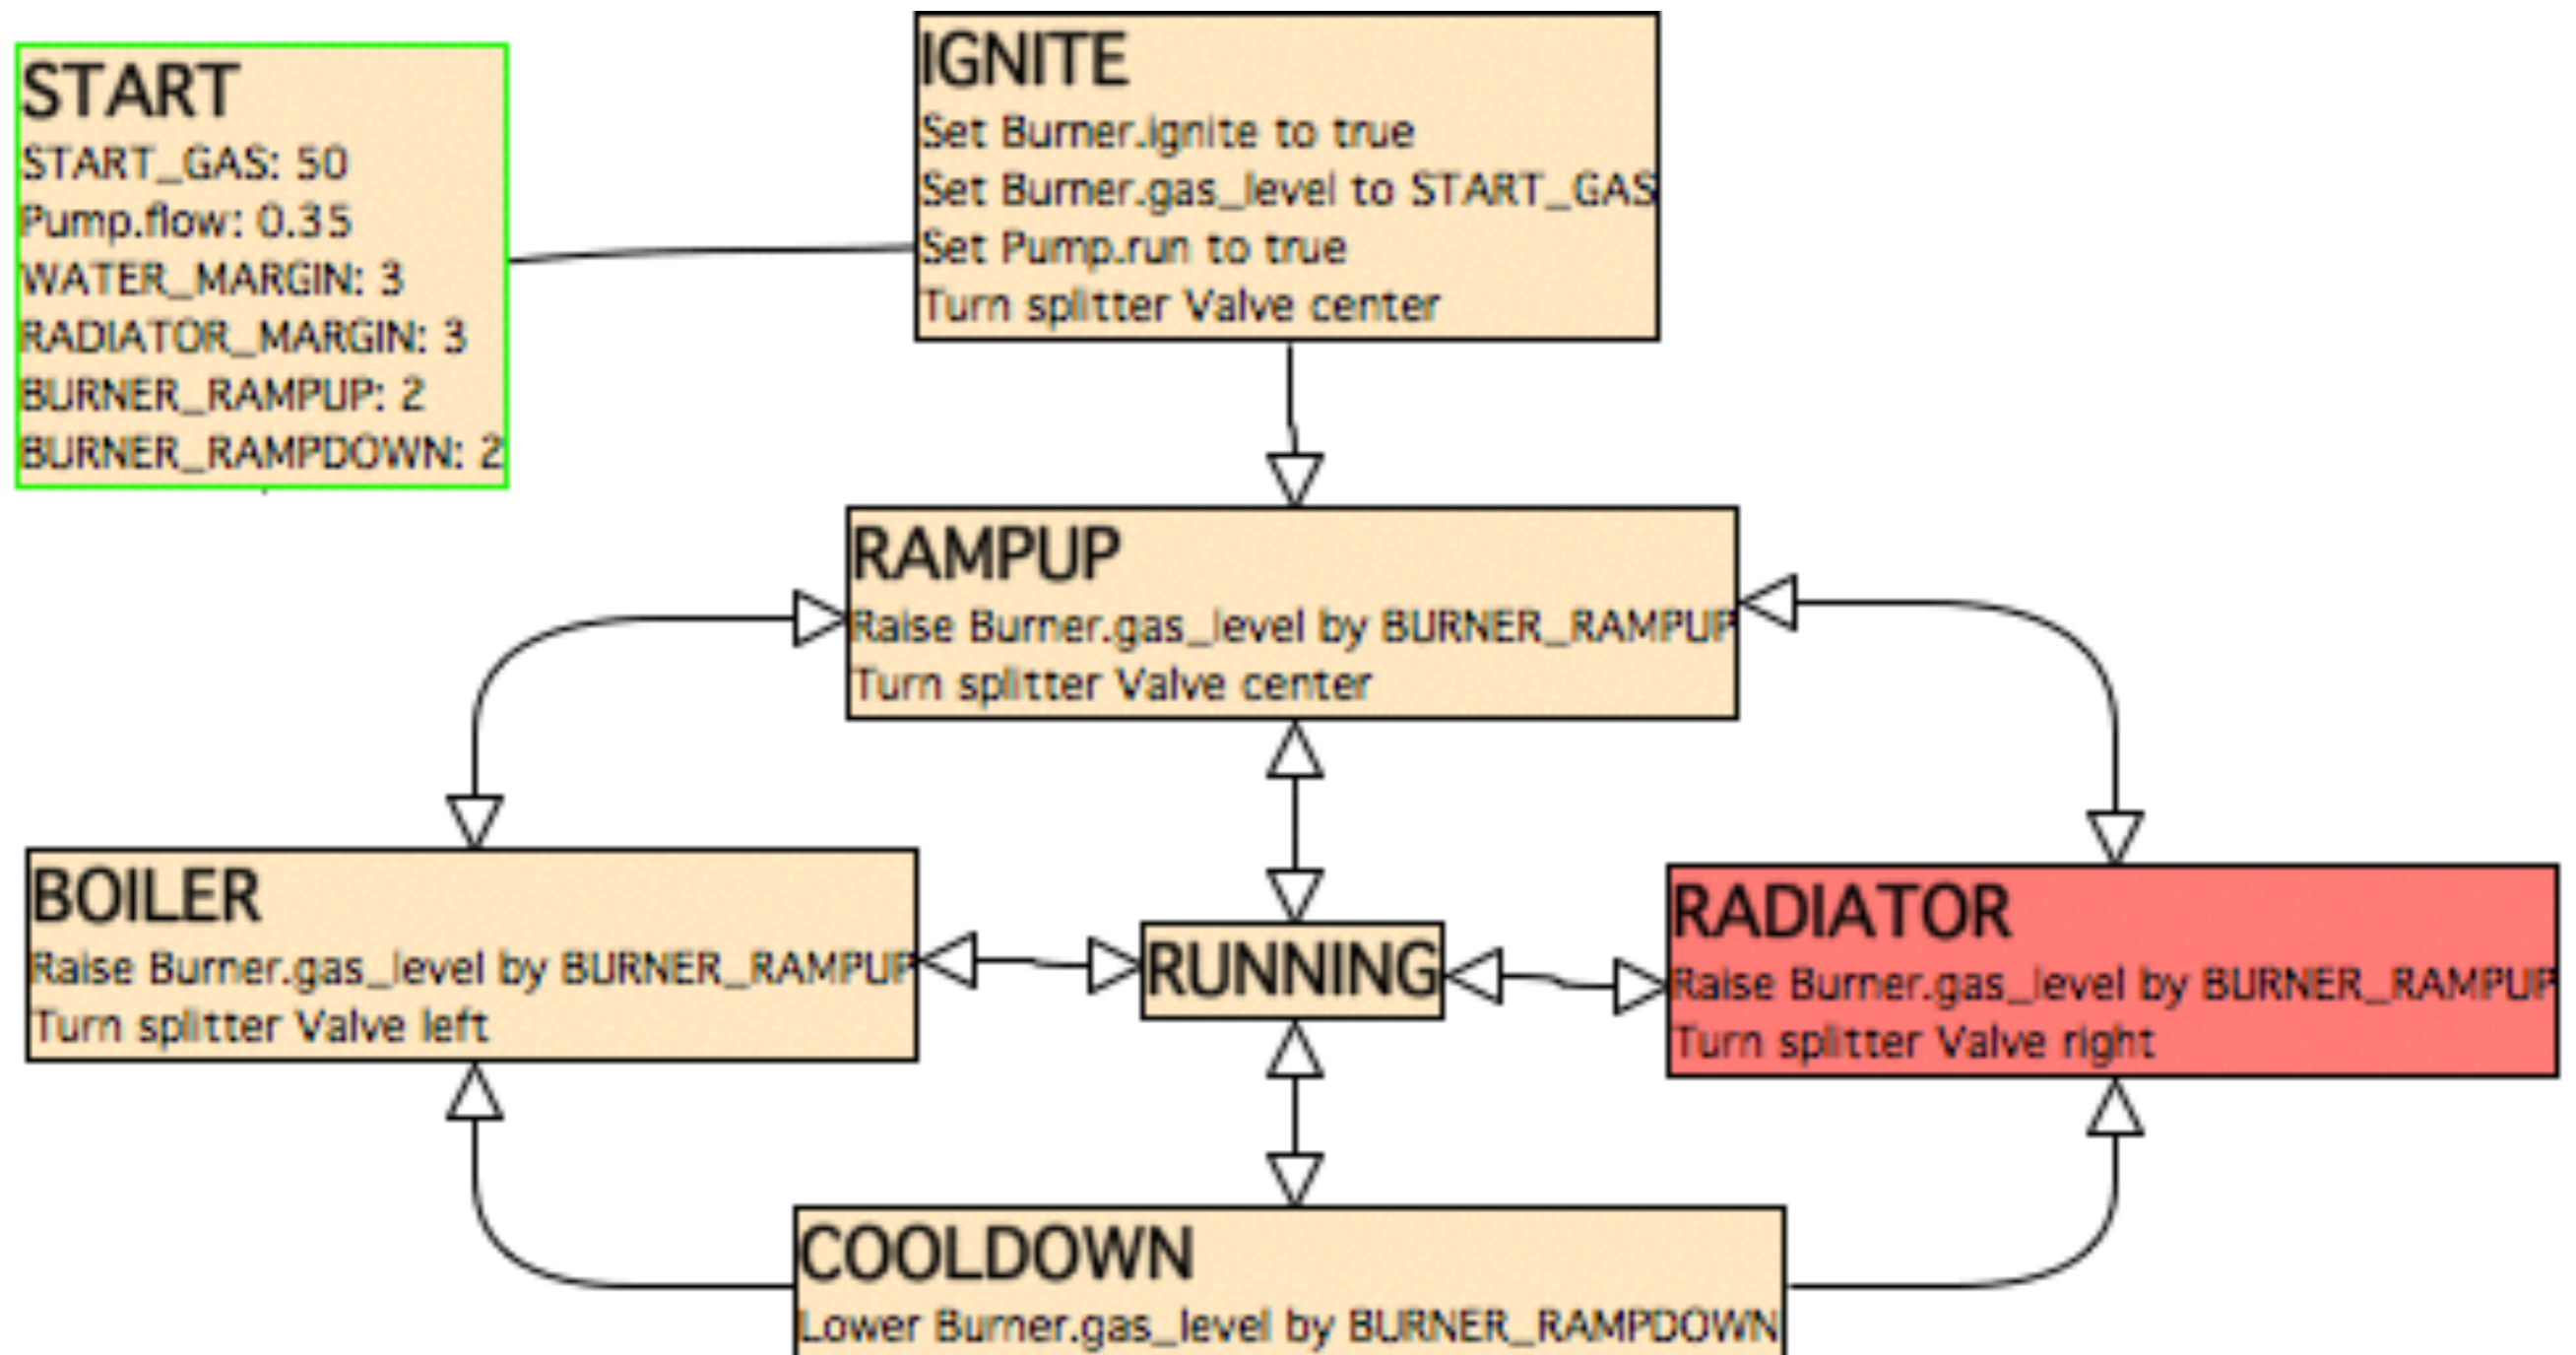 START
START_GAS: 50
Pump.flow: 0.35
WATER_MARGIN: 3
RADIATOR_MARGIN: 3
BURNER_RAMPUP: 2
BURNER_RAMPDOWN: 2
IGNITE
Set Burner.ignite to true
Set Burner.gas_level to START_GAS
Set Pump.run to true
Turn splitter Valve center
RAMPUP
Raise Burner.gas_level by BURNER_RAMPUP
Turn splitter Valve center
BOILER
Raise Burner.gas_level by BURNER_RAMPUP
Turn splitter Valve left
RUNNING
RADIATOR
Raise Burner.gas_level by BURNER_RAMPUP
Turn splitter Valve right
COOLDOWN
Lower Burner.gas_level by BURNER_RAMPDOWN